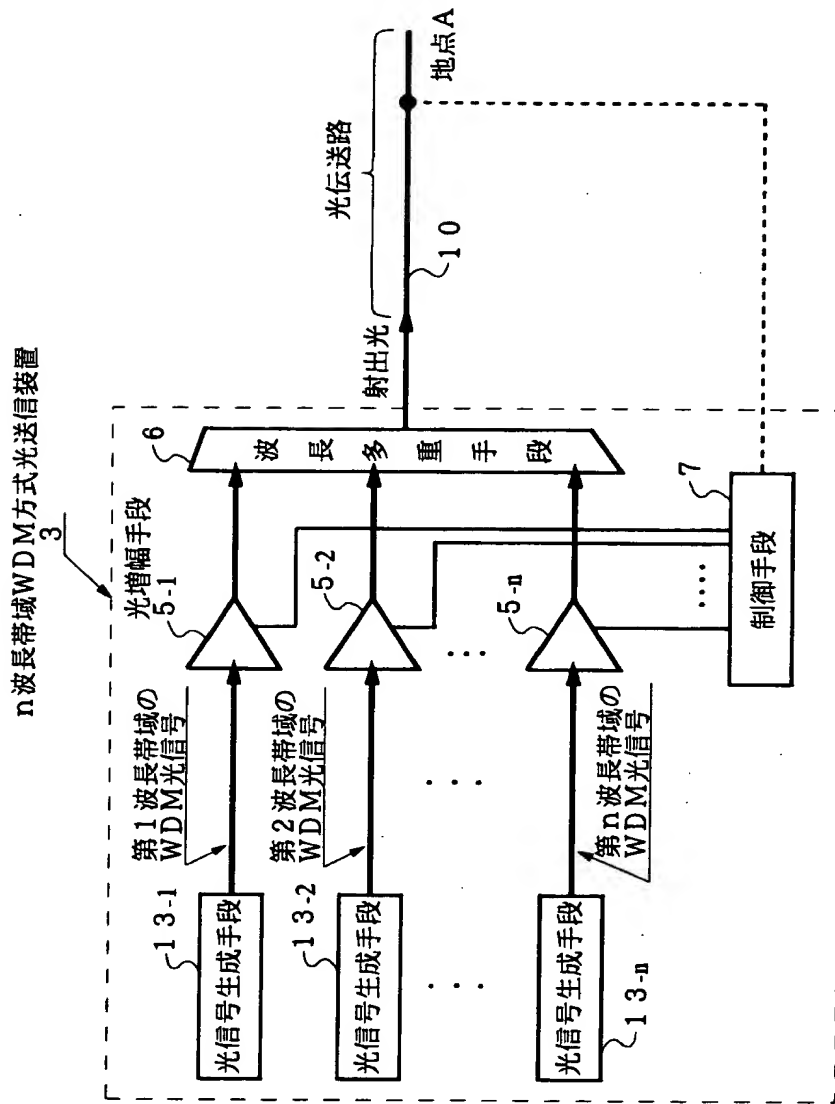 n波長帯域WDM方式光送信装置
3
光増幅手段
5-1
5-2
5-n
6
波長多重手段
射出光
光伝送路
10
地点A
第1波長帯域の
WDM光信号
第2波長帯域の
WDM光信号
第n波長帯域の
WDM光信号
13-1
光信号生成手段
13-2
光信号生成手段
13-n
光信号生成手段
7
制御手段